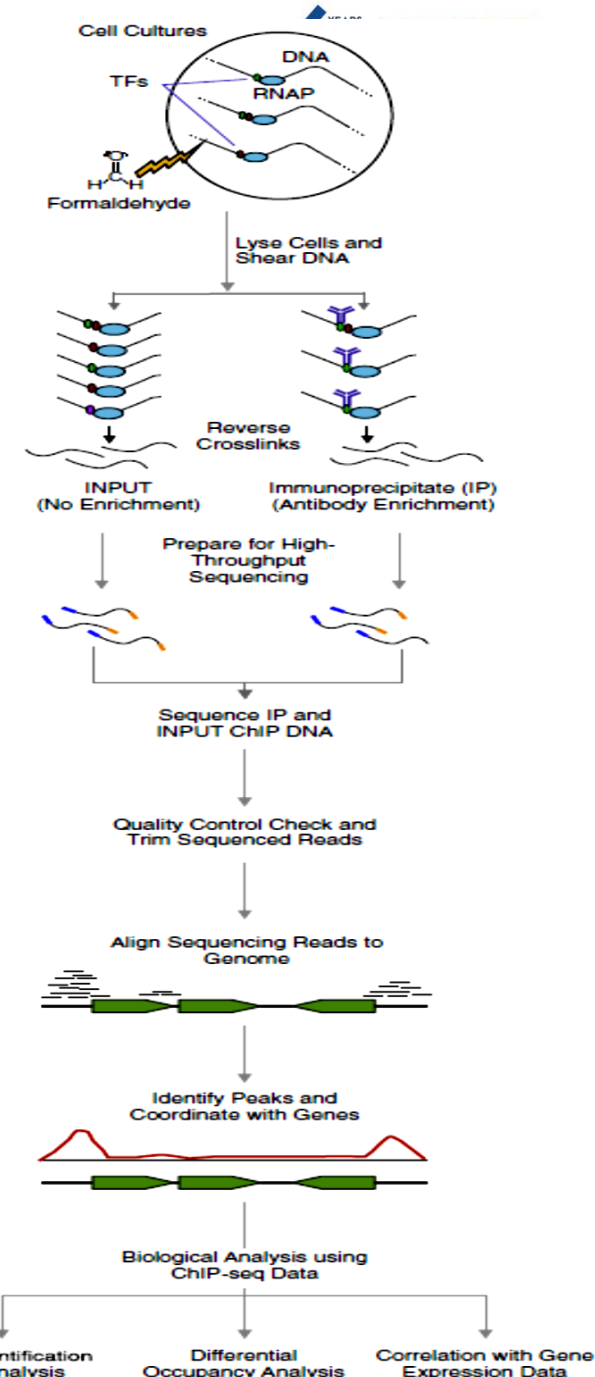 YEARS
Cell Cultures
DNA
TFs
RNAP
O
C
H H
Formaldehyde
Lyse Cells and
Shear DNA
Reverse
Crosslinks
INPUT
(No Enrichment)
Immunoprecipitate (IP)
(Antibody Enrichment)
Prepare for High-
Throughput
Sequencing
Sequence IP and
INPUT ChIP DNA
Quality Control Check and
Trim Sequenced Reads
Align Sequencing Reads to
Genome
Identify Peaks and
Coordinate with Genes
Biological Analysis using
ChIP-seq Data
ntification
nalysis
Differential
Occupancy Analysis
Correlation with Gene
Expression Data